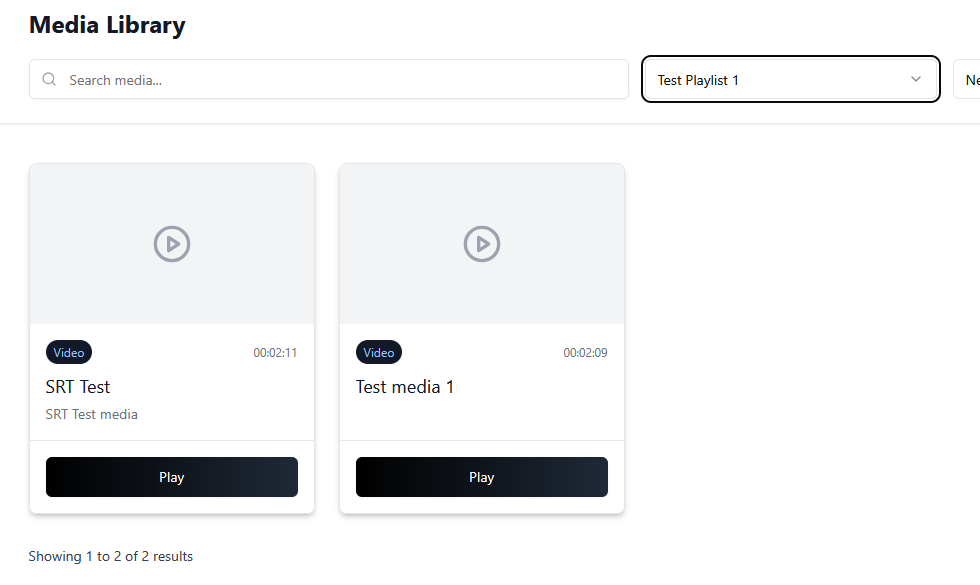 Media Library
Search media...
Test Playlist 1
Ne
Video
00:02:11
SRT Test
SRT Test media
Play
Video
00:02:09
Test media 1
Play
Showing 1 to 2 of 2 results